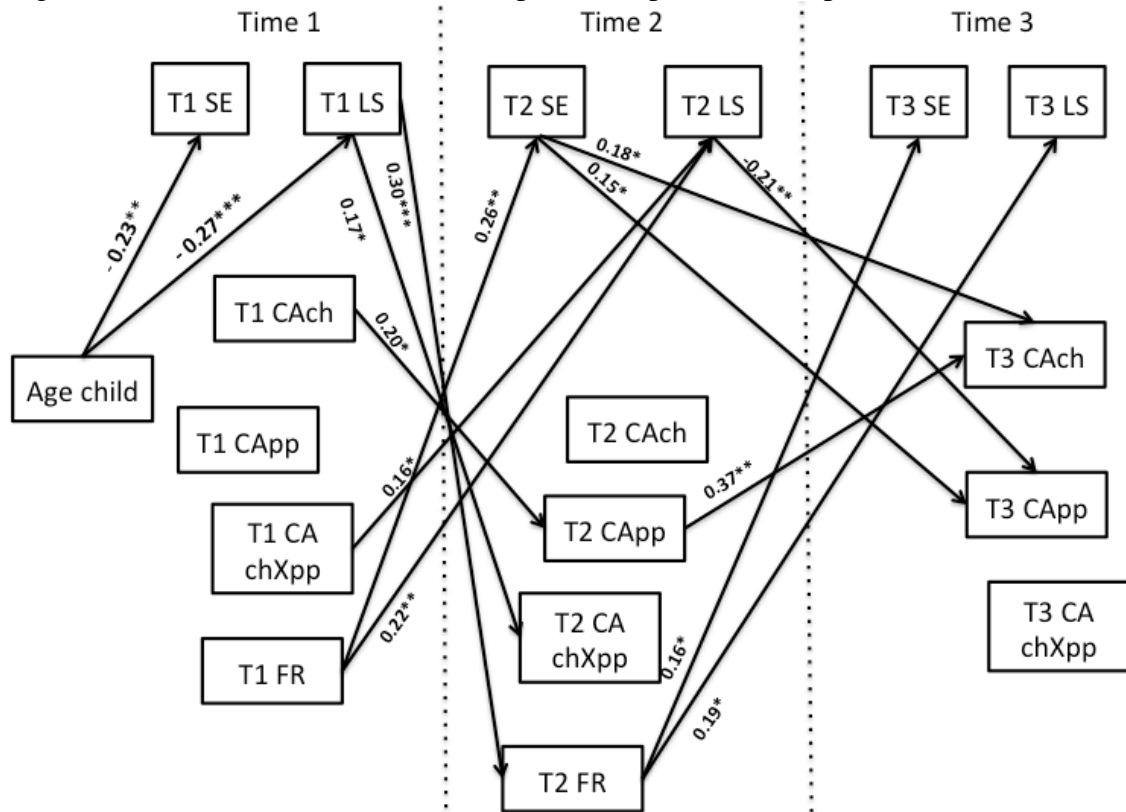 Time 1
Time 2
Time 3
T1 SE
T1 LS
T2 SE
T2 LS
T3 SE
T3 LS
0.18*
0.15*
-0.21**
0.30***
0.17*
0.26**
- 0.23**
- 0.27***
T1 CAch
0.20*
T3 CAch
Age child
T1 CApp
T2 CAch
0.16*
0.37**
T3 CApp
T2 CApp
T1 CA
chXpp
0.22**
T2 CA
chXpp
T3 CA
chXpp
T1 FR
0.16*
0.19*
T2 FR